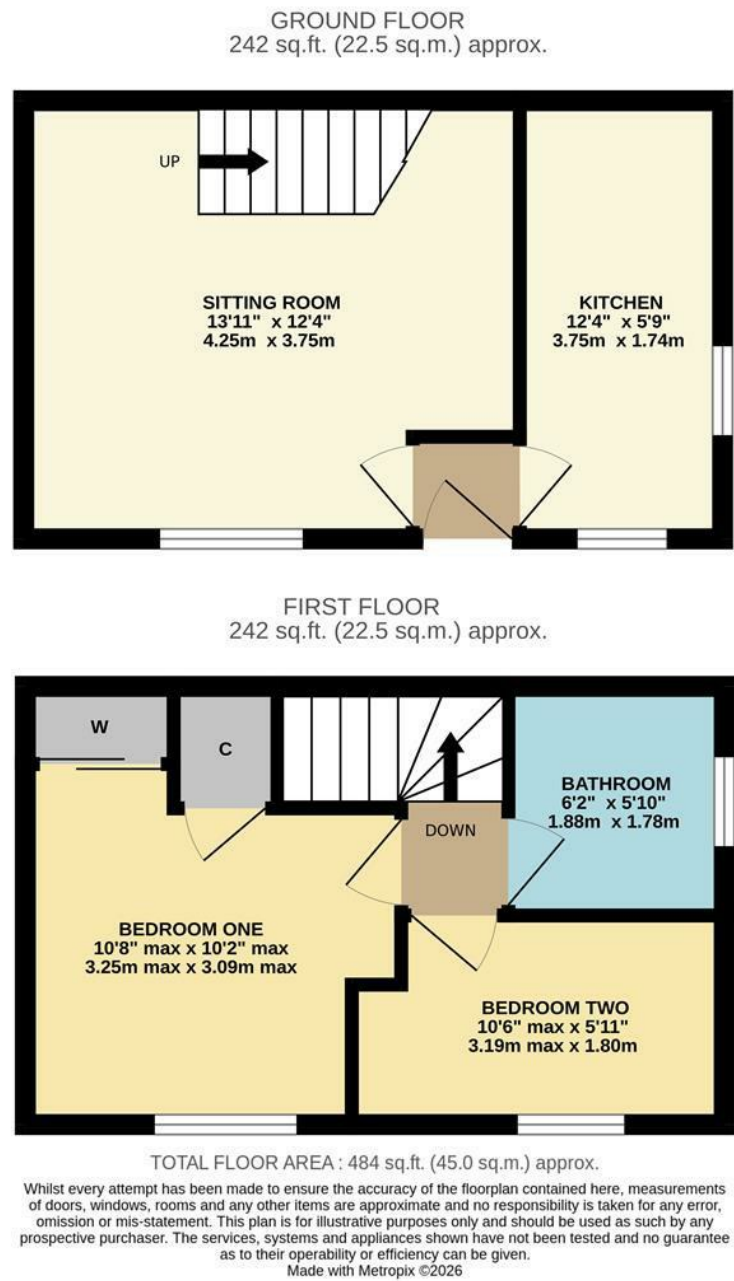 GROUND FLOOR
242 sq.ft. (22.5 sq.m.) approx.
UP
SITTING ROOM
13'11" x 12'4"
4.25m x 3.75m
KITCHEN
12'4" x 5'9"
3.75m x 1.74m
FIRST FLOOR
242 sq.ft. (22.5 sq.m.) approx.
W
C
DOWN
BATHROOM
6'2" x 5'10"
1.88m x 1.78m
BEDROOM ONE
10'8" max x 10'2" max
3.25m max x 3.09m max
BEDROOM TWO
10'6" max x 5'11"
3.19m max x 1.80m
TOTAL FLOOR AREA : 484 sq.ft. (45.0 sq.m.) approx.
Whilst every attempt has been made to ensure the accuracy of the floorplan contained here, measurements
of doors, windows, rooms and any other items are approximate and no responsibility is taken for any error,
omission or mis-statement. This plan is for illustrative purposes only and should be used as such by any
prospective purchaser. The services, systems and appliances shown have not been tested and no guarantee
as to their operability or efficiency can be given.
Made with Metropix ©2026